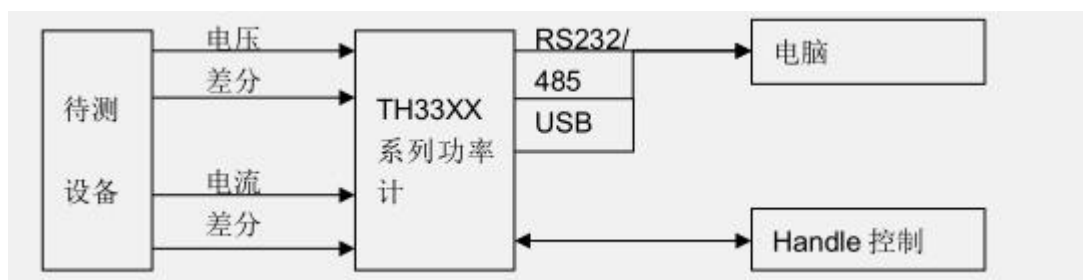 待测
设备
电压
差分
电流
差分
TH33XX
系列功率
计
RS232/
485
USB
电脑
Handle 控制